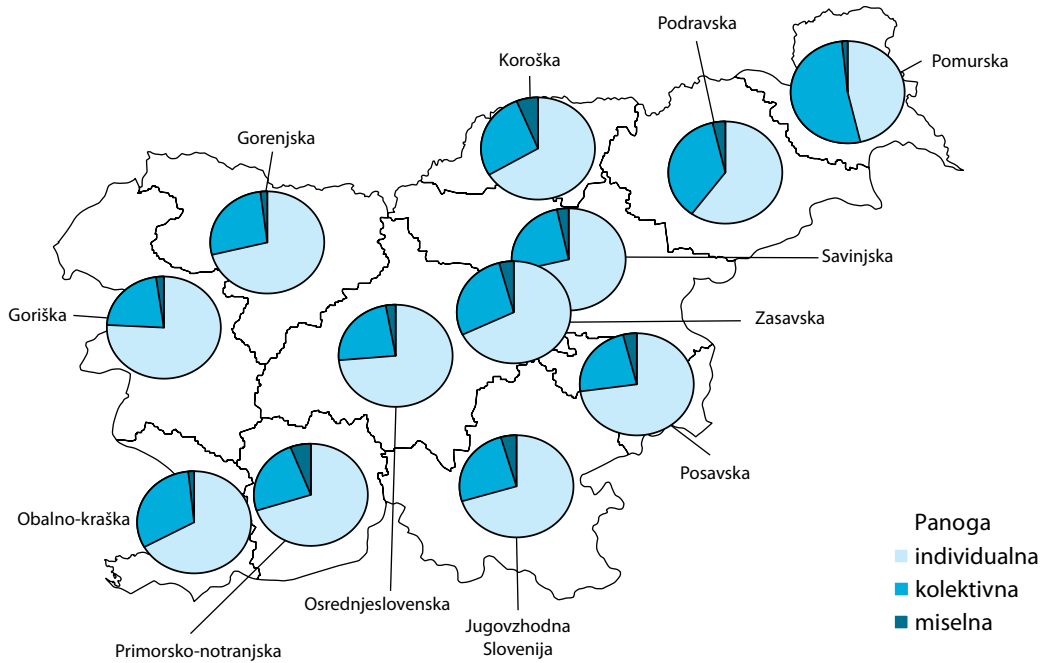 Podravska
Koroška
Pomurska
Gorenjska
Savinjska
Goriška
Zasavska
Posavska
Obalno-kraška
Osrednjeslovenska
Jugovzhodna
Slovenija
Primorsko-notranjska
Panoga
individualna
kolektivna
miselna